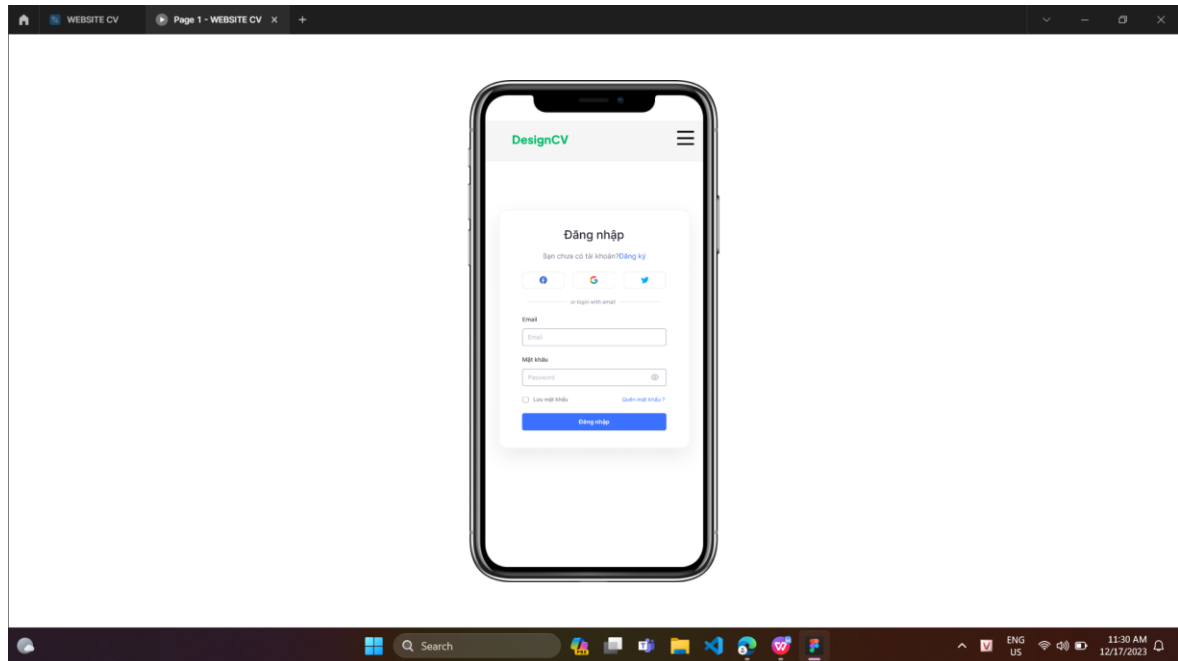 WEBSITE CV
Page 1 - WEBSITE CV X +
DesignCV
Đăng nhập
Bạn chưa có tài khoản?Đăng ký
or login with email
Email
Email
Mật khẩu
Password
Lưu mật khẩu Quên mật khẩu ?
Đăng nhập
Search
PRE
V
ENG
US
11:30 AM
12/17/2023